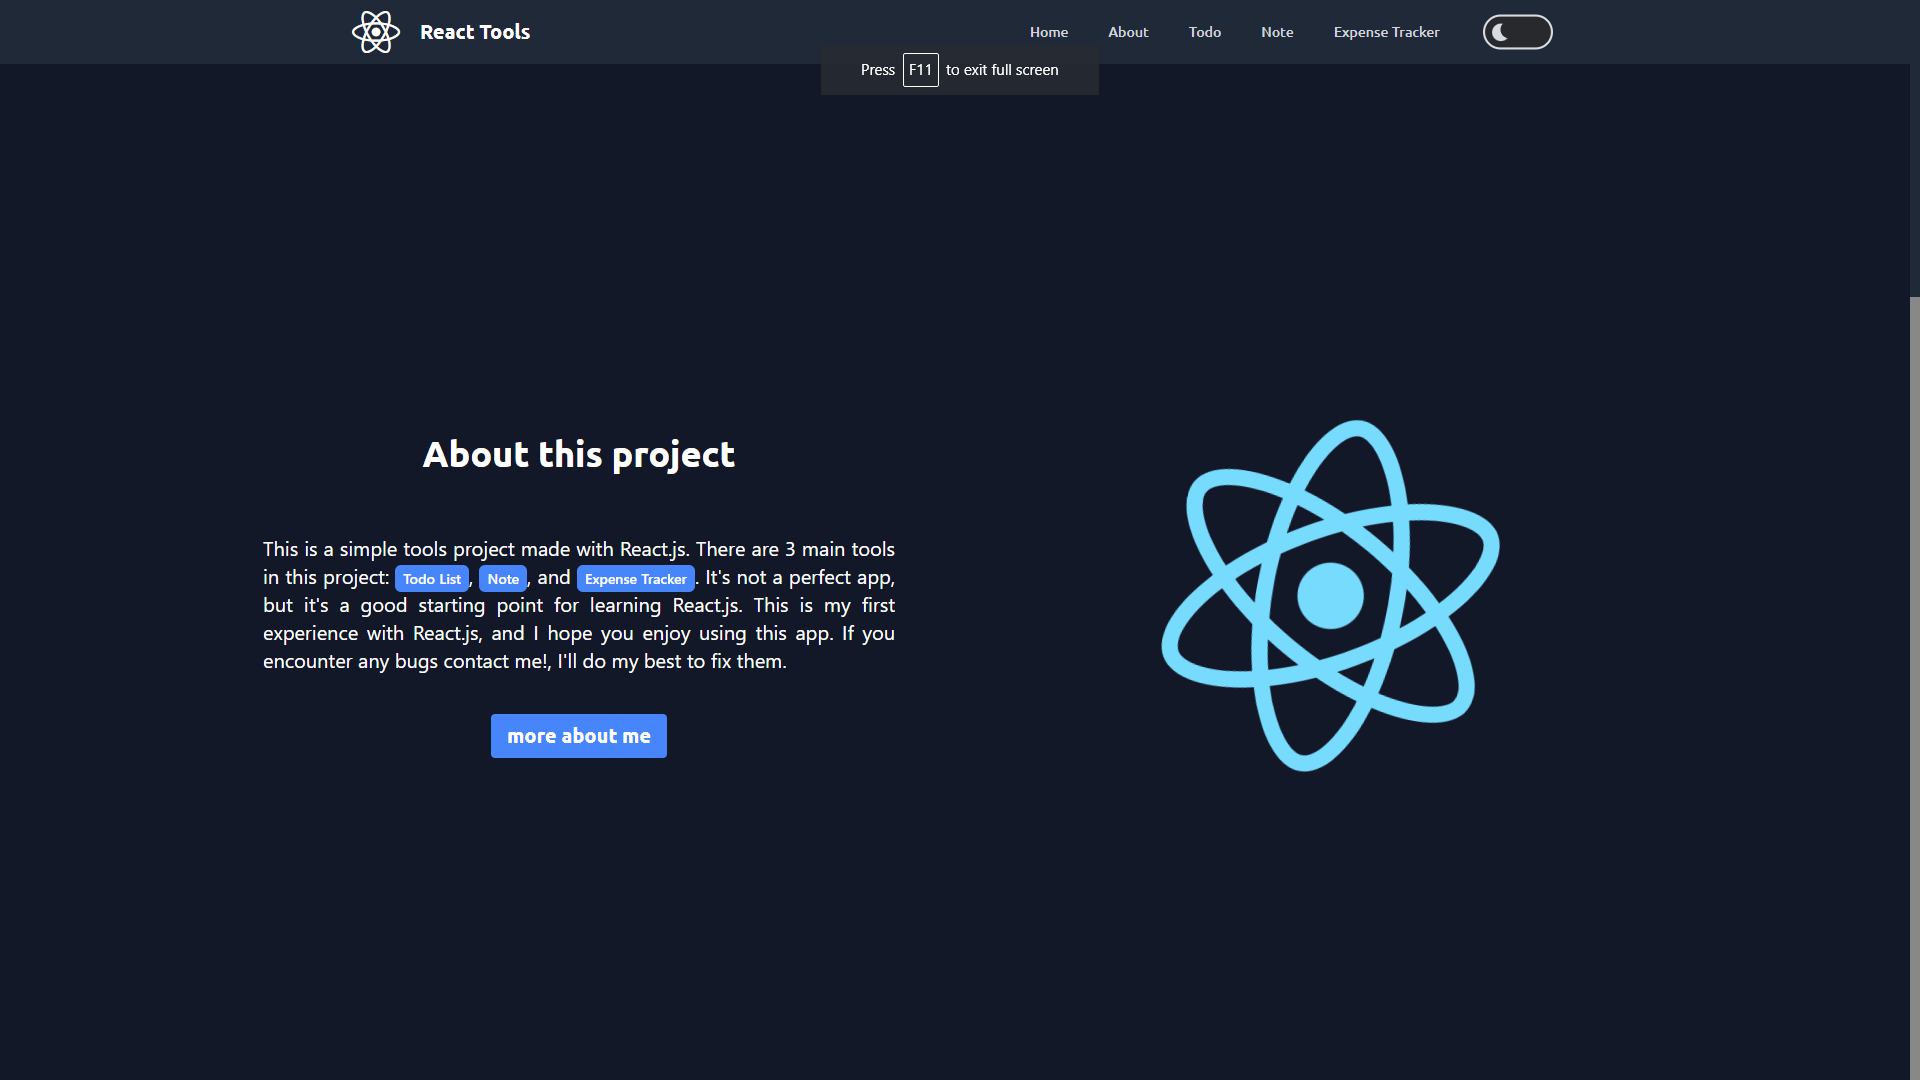 React Tools
Home About Todo Note Expense Tracker
Press F11 to exit full screen
About this project
This is a simple tools project made with React.js. There are 3 main tools
in this project: Todo List, Note, and Expense Tracker. It's not a perfect app,
but it's a good starting point for learning React.js. This is my first
experience with React.js, and I hope you enjoy using this app. If you
encounter any bugs contact me!, I'll do my best to fix them.
more about me